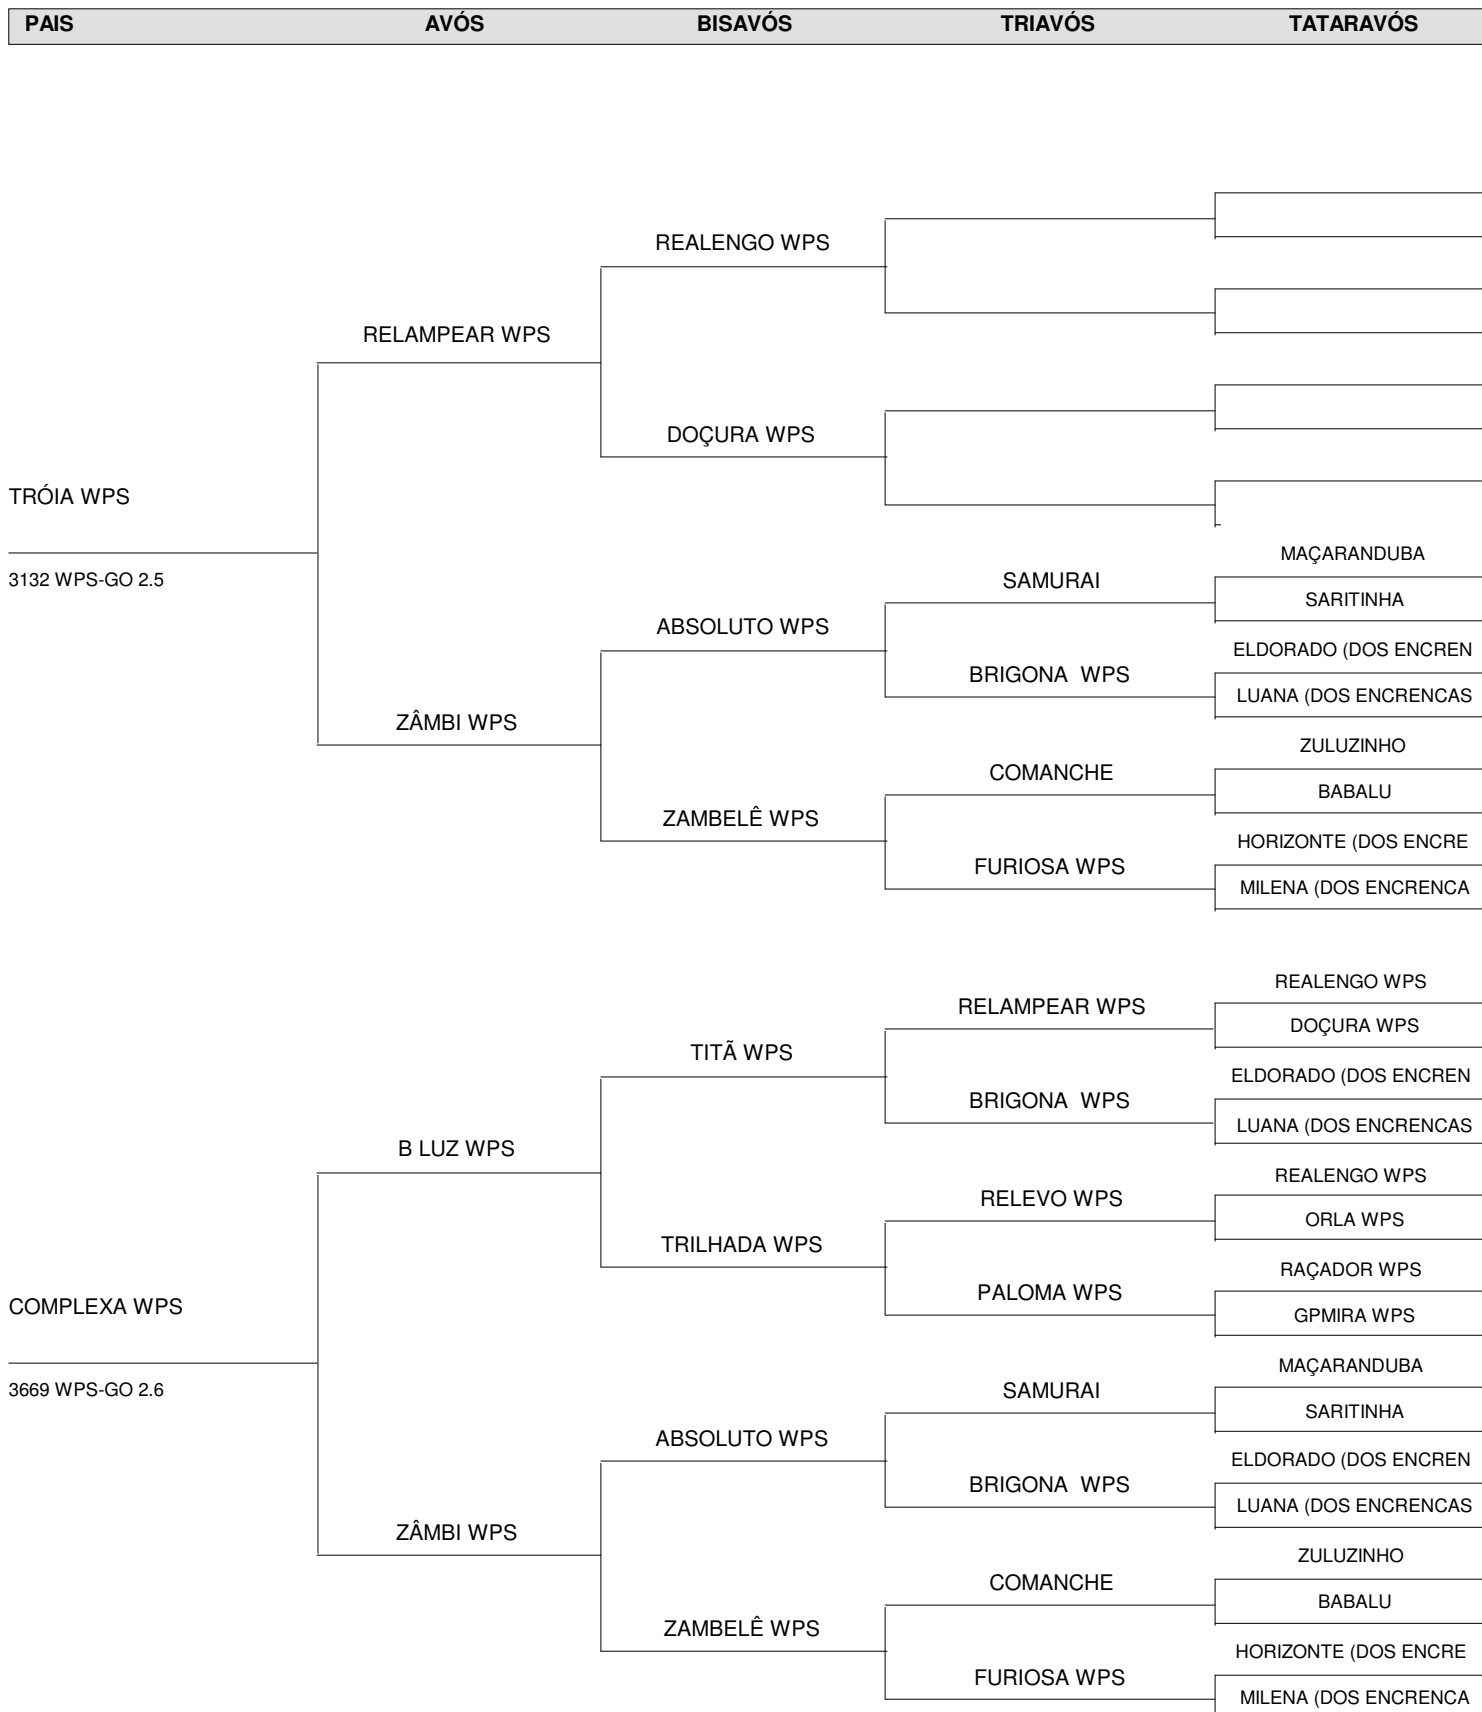 PAIS AVÓS BISAVÓS TRIAVÓS TATARAVÓS
REALENGO WPS
RELAMPEAR WPS
DOÇURA WPS
TRÓIA WPS
3132 WPS-GO 2.5
MAÇARANDUBA
SAMURAI
SARITINHA
ABSOLUTO WPS
ELDORADO (DOS ENCREN
BRIGONA WPS
LUANA (DOS ENCRENCAS
ZÂMBI WPS
ZULUZINHO
COMANCHE
BABALU
ZAMBELÊ WPS
HORIZONTE (DOS ENCRE
FURIOSA WPS
MILENA (DOS ENCRENCA
REALENGO WPS
RELAMPEAR WPS
DOÇURA WPS
TITÃ WPS
ELDORADO (DOS ENCREN
BRIGONA WPS
LUANA (DOS ENCRENCAS
B LUZ WPS
REALENGO WPS
RELEVO WPS
ORLA WPS
TRILHADA WPS
RAÇADOR WPS
PALOMA WPS
GPMIRA WPS
COMPLEXA WPS
3669 WPS-GO 2.6
MAÇARANDUBA
SAMURAI
SARITINHA
ABSOLUTO WPS
ELDORADO (DOS ENCREN
BRIGONA WPS
LUANA (DOS ENCRENCAS
ZÂMBI WPS
ZULUZINHO
COMANCHE
BABALU
ZAMBELÊ WPS
HORIZONTE (DOS ENCRE
FURIOSA WPS
MILENA (DOS ENCRENCA